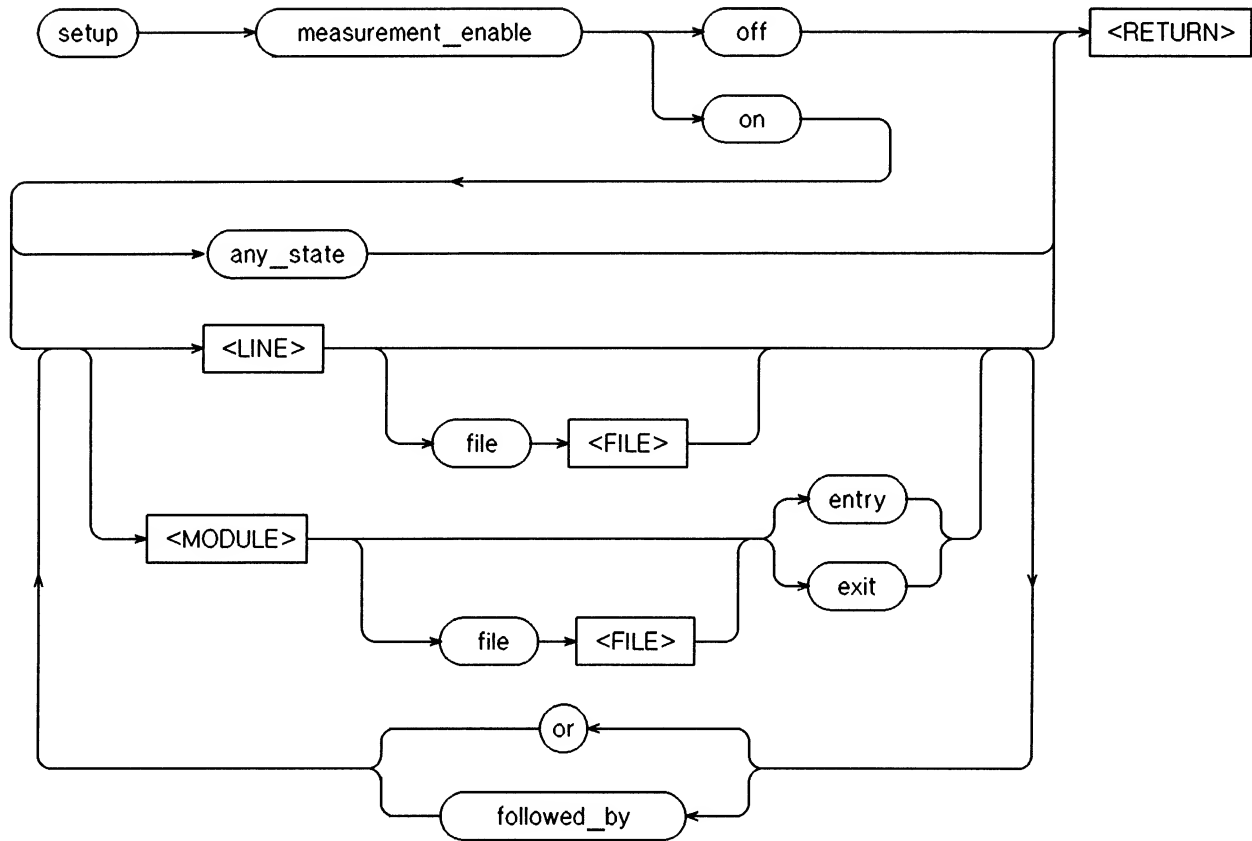 setup measurement_enable off <RETURN>
on
any_state
<LINE>
file <FILE>
entry
<MODULE>
exit
file <FILE>
or
followed_by